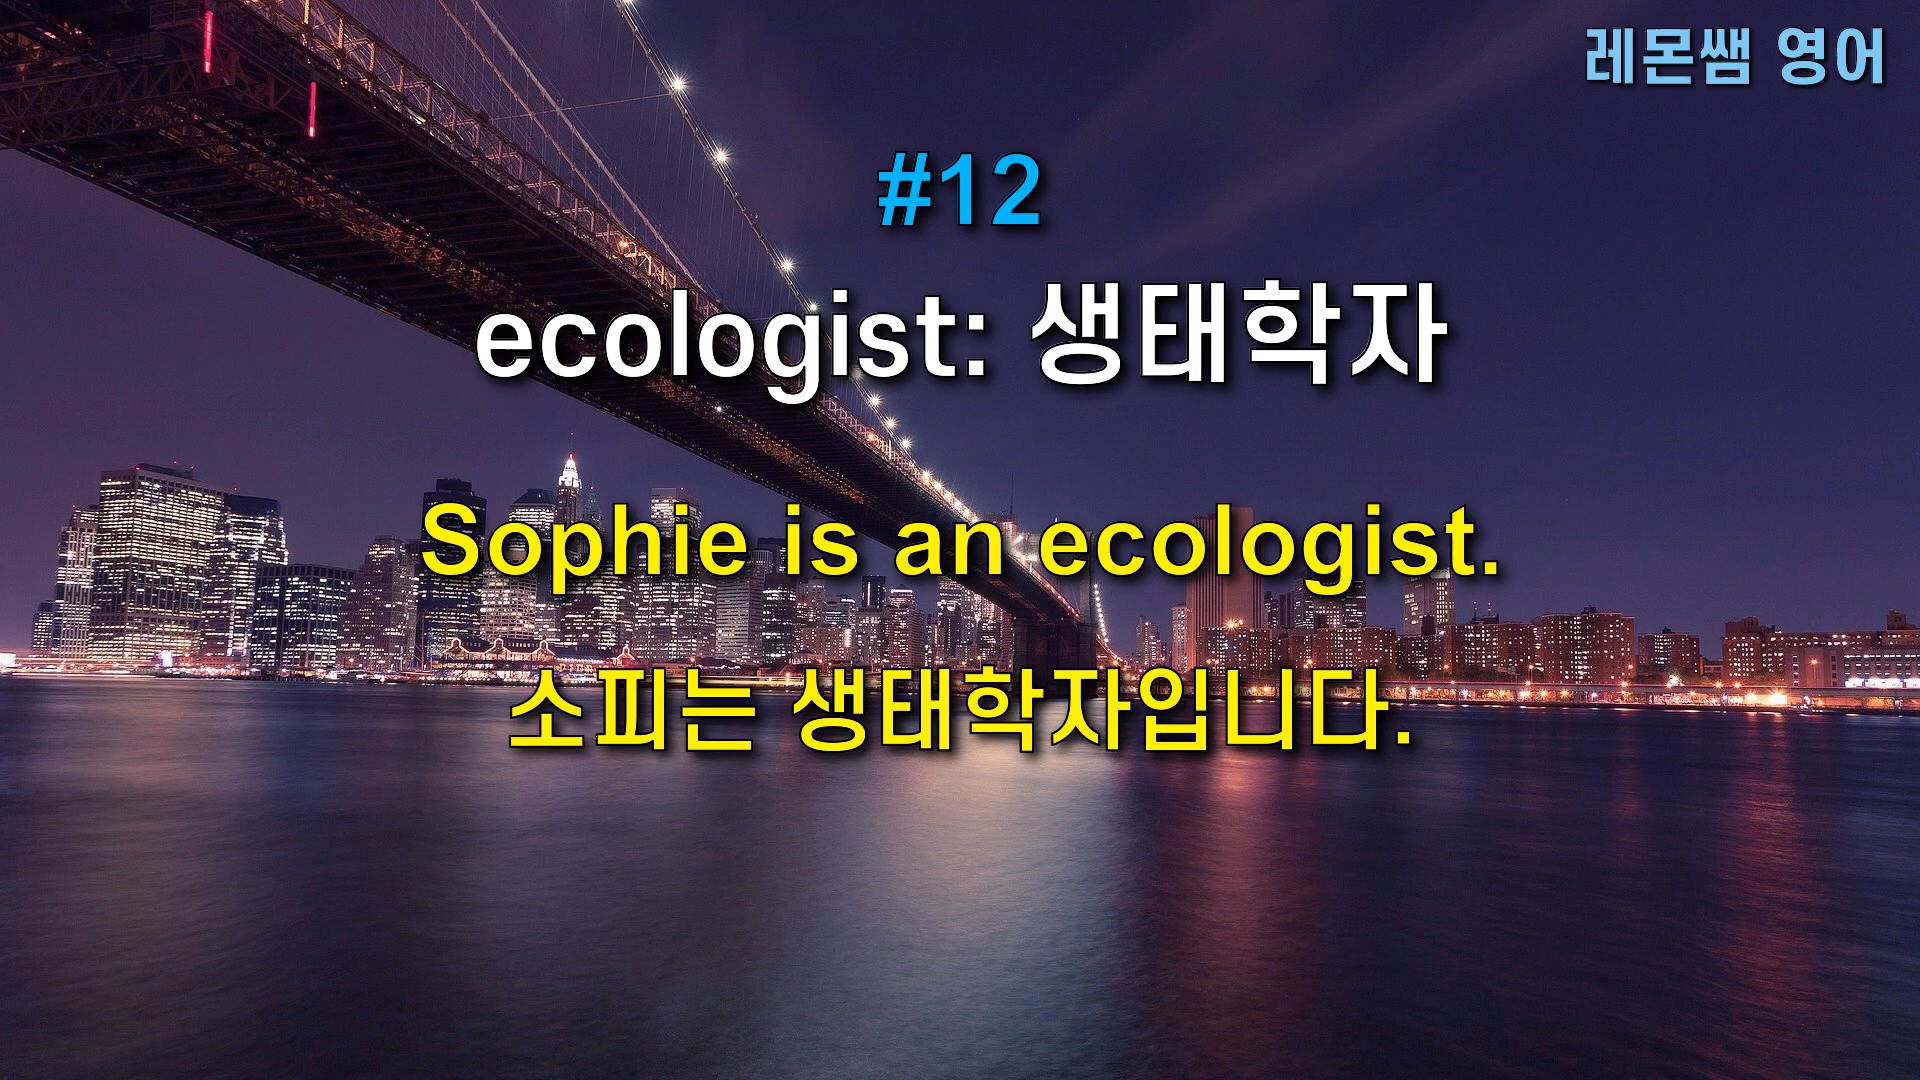 레몬쌤 영어
#12
ecologist: 생태학자
Sophie is an ecologist.
소피는 생태학자입니다.